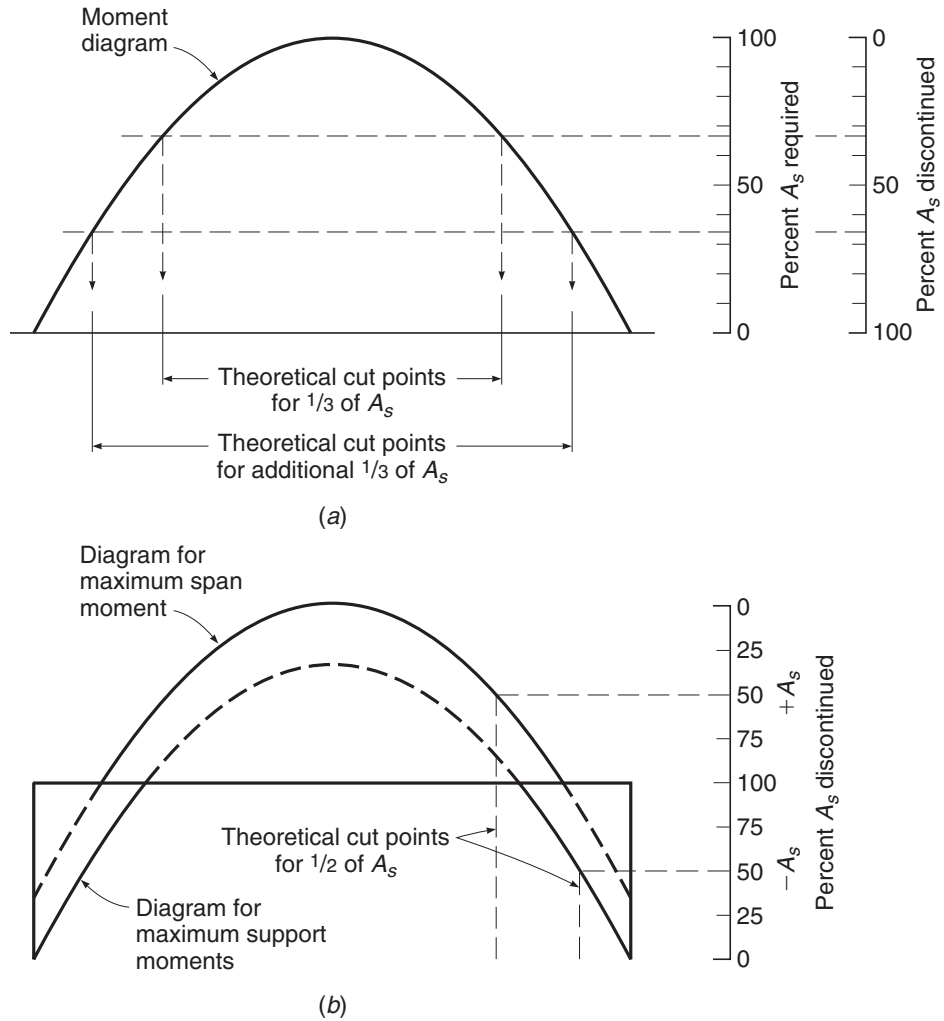 Moment
diagram
100
50
0
Percent As required
0
50
100
Percent As discontinued
Theoretical cut points
for 1/3 of As
Theoretical cut points
for additional 1/3 of As
(a)
Diagram for
maximum span
moment
Theoretical cut points
for 1/2 of As
Diagram for
maximum support
moments
0
25
50
75
100
75
50
25
0
+As
−As
Percent As discontinued
(b)